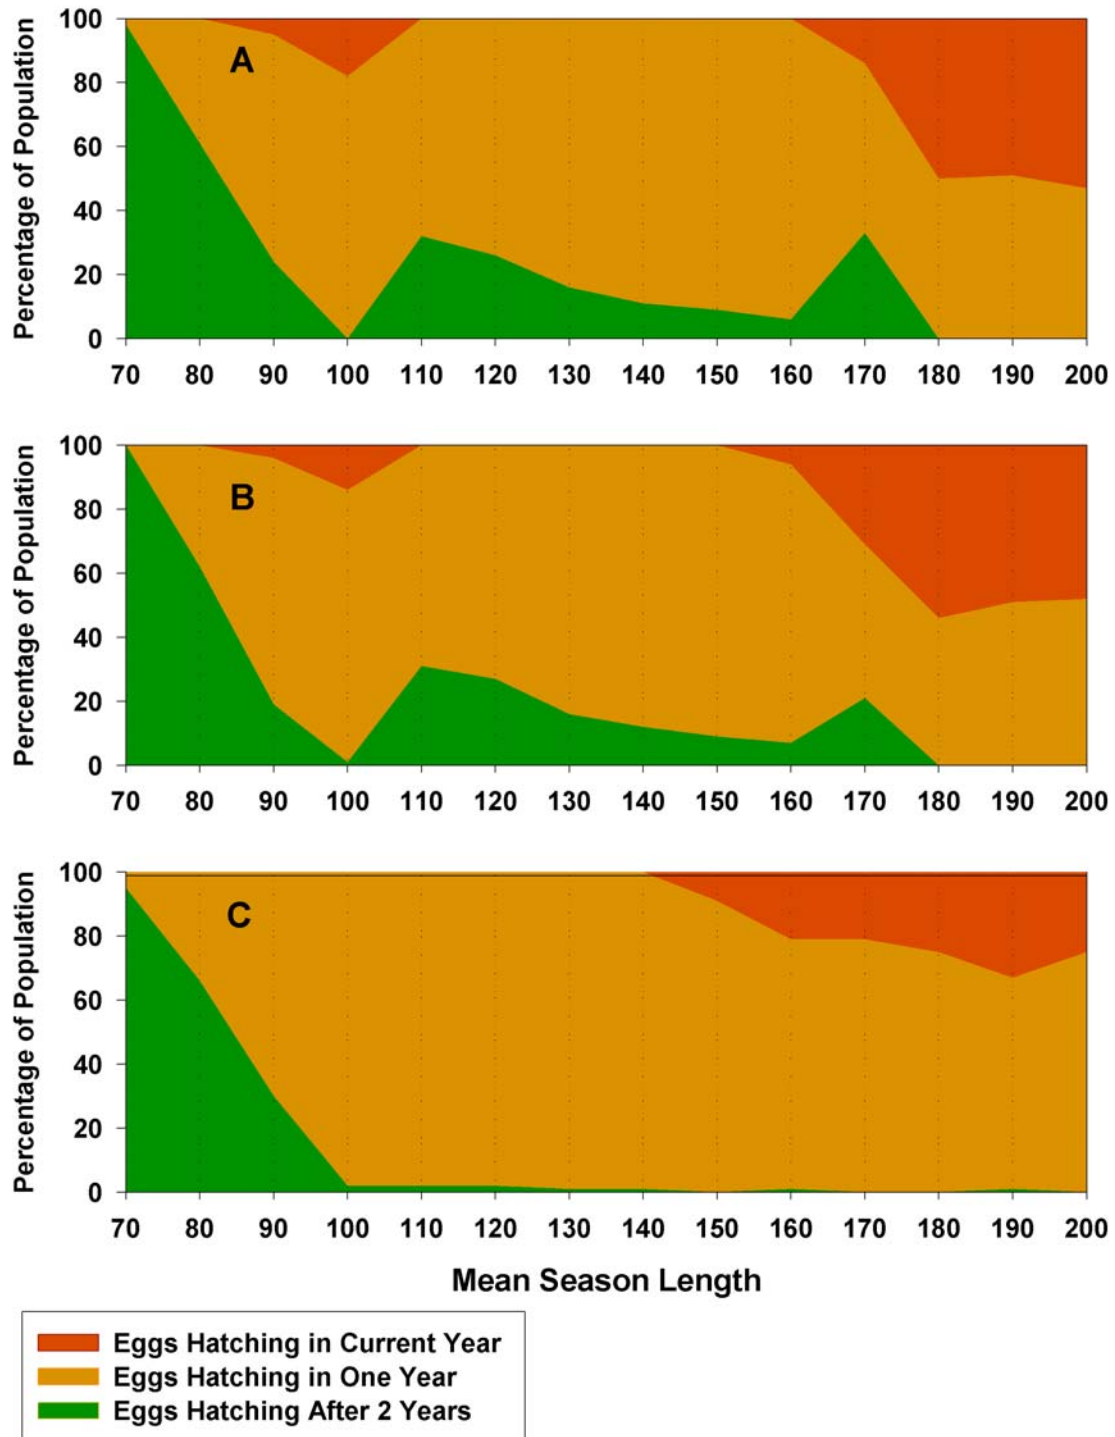 Percentage of Population
100
80
60
40
20
0
A
70 80 90 100 110 120 130 140 150 160 170 180 190 200
Percentage of Population
100
80
60
40
20
0
B
70 80 90 100 110 120 130 140 150 160 170 180 190 200
Percentage of Population
100
80
60
40
20
0
C
70 80 90 100 110 120 130 140 150 160 170 180 190 200
Mean Season Length
Eggs Hatching in Current Year
Eggs Hatching in One Year
Eggs Hatching After 2 Years